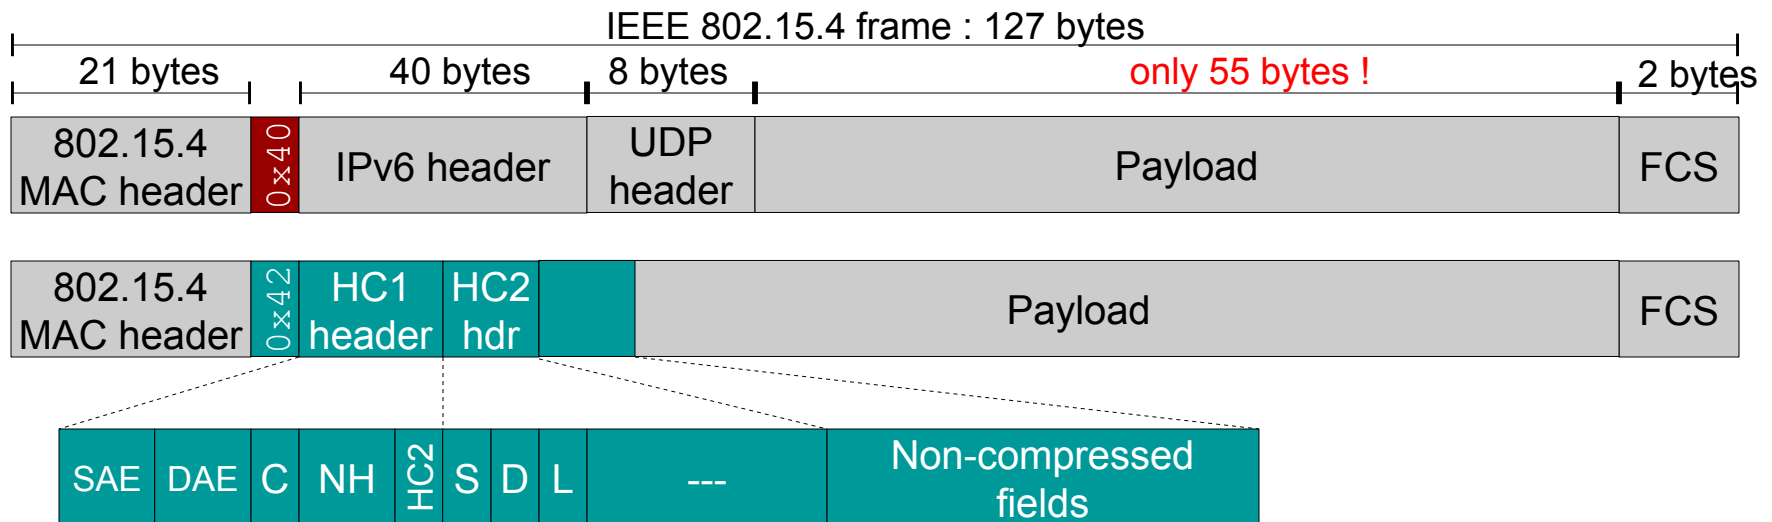 IEEE 802.15.4 frame : 127 bytes
21 bytes 40 bytes 8 bytes only 55 bytes ! 2 bytes
802.15.4
MAC header
0x40
IPv6 header
UDP
header
Payload
FCS
802.15.4
MAC header
0x42
HC1
header
HC2
hdr
Payload
FCS
SAE DAE C NH HC2 S D L ---
Non-compressed
fields